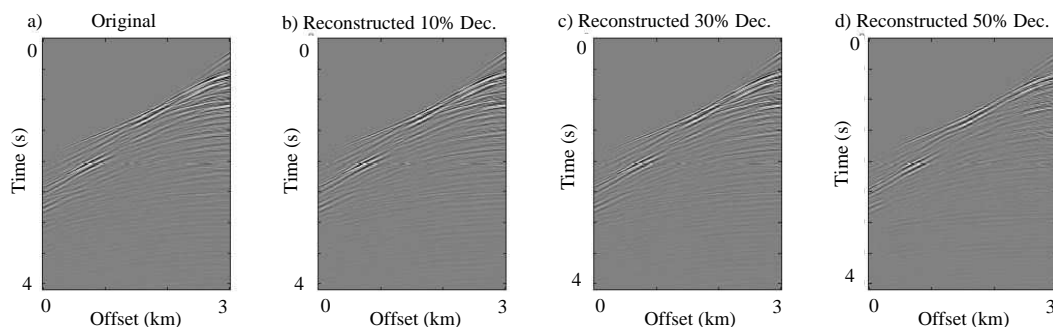 a) Original
b) Reconstructed 10% Dec.
c) Reconstructed 30% Dec.
d) Reconstructed 50% Dec.
0
0
0
0
Time (s)
Time (s)
Time (s)
Time (s)
4
4
4
4
0 3
0 3
0 3
0 3
Offset (km)
Offset (km)
Offset (km)
Offset (km)